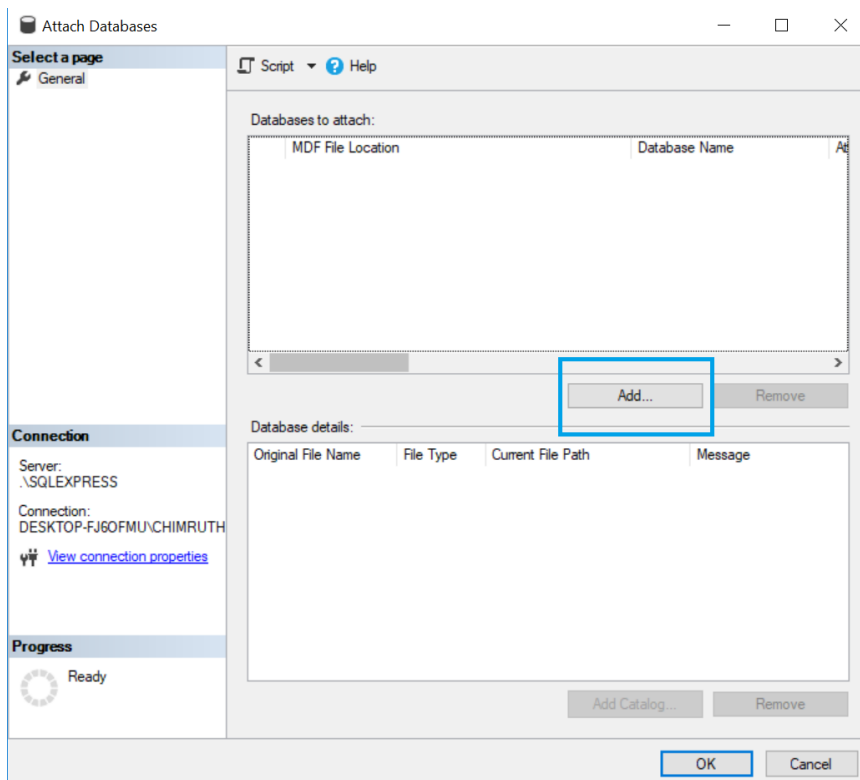 Attach Databases
Select a page
General
Script
Help
Databases to attach:
MDF File Location Database Name At
Add... Remove
Connection
Server:
.\SQLEXPRESS
Connection:
DESKTOP-FJ6OFMU\CHIMRUTH
View connection properties
Progress
Ready
Database details:
Original File Name File Type Current File Path Message
Add Catalog... Remove
OK Cancel